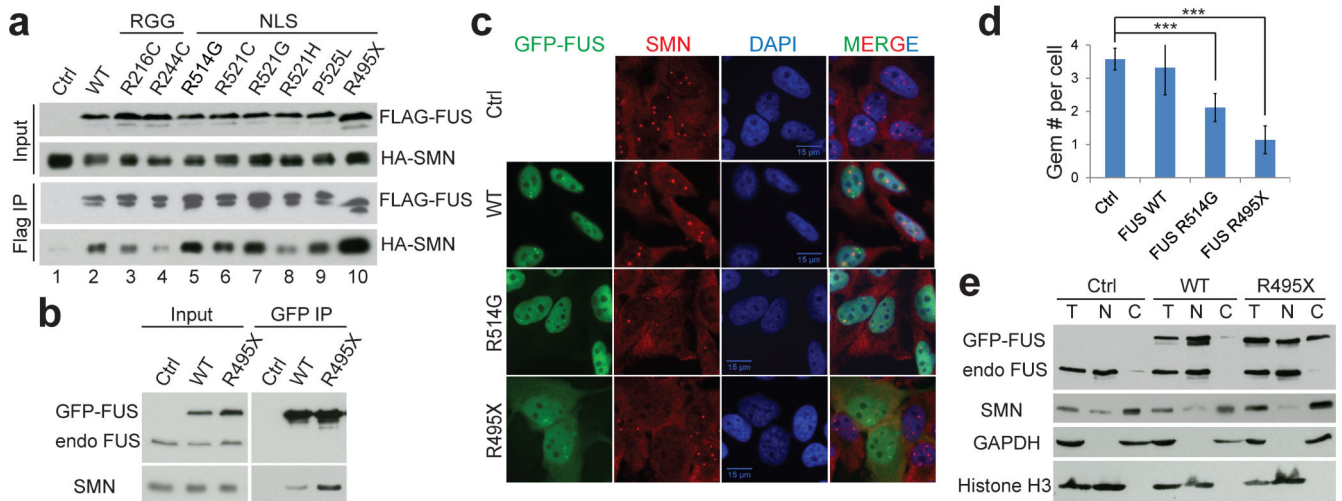 a
RGG NLS
Ctrl WT R216C R244C R514G R521C R521G R521H P525L R495X
Input
FLAG-FUS
HA-SMN
Flag IP
FLAG-FUS
HA-SMN
1 2 3 4 5 6 7 8 9 10
b
Input GFP IP
Ctrl WT R495X Ctrl WT R495X
GFP-FUS
endo FUS
SMN
c
GFP-FUS SMN DAPI MERGE
Ctrl
15 µm
WT
15 µm
R514G
15 µm
R495X
15 µm
d
***
***
Gem # per cell
4
3
2
1
0
Ctrl
FUS WT
FUS R514G
FUS R495X
e
Ctrl WT R495X
T N C T N C T N C
GFP-FUS
endo FUS
SMN
GAPDH
Histone H3